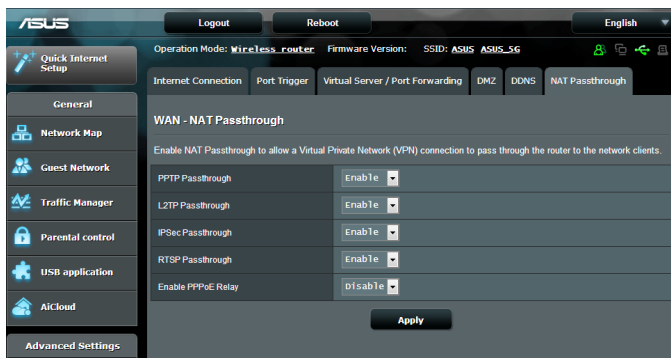 ASUS
Logout
Reboot
English
Quick Internet Setup
Operation Mode: Wireless router Firmware Version: SSID: ASUS ASUS_5G
Internet Connection
Port Trigger
Virtual Server / Port Forwarding
DMZ
DDNS
NAT Passthrough
General
Network Map
Guest Network
Traffic Manager
Parental control
USB application
AiCloud
Advanced Settings
WAN - NAT Passthrough
Enable NAT Passthrough to allow a Virtual Private Network (VPN) connection to pass through the router to the network clients.
PPTP Passthrough Enable
L2TP Passthrough Enable
IPSec Passthrough Enable
RTSP Passthrough Enable
Enable PPPoE Relay Disable
Apply